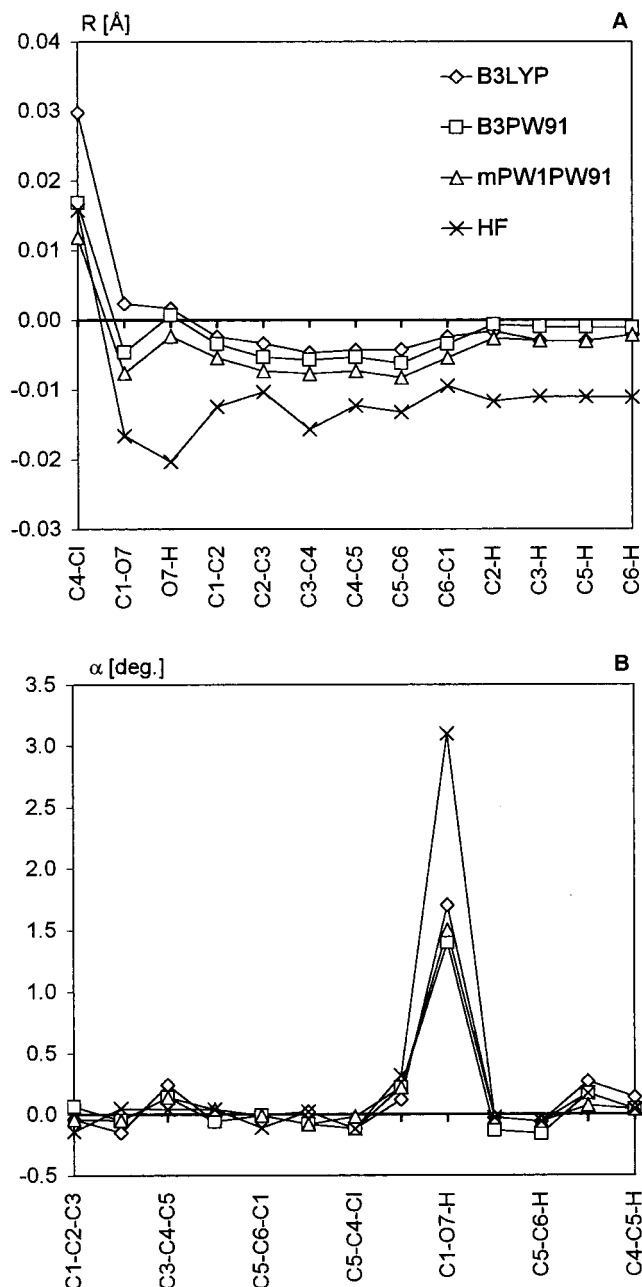 R [Å]
A
0.04
0.03
0.02
0.01
0.00
-0.01
-0.02
-0.03
B3LYP
B3PW91
mPW1PW91
HF
C4-Cl
C1-O7
O7-H
C1-C2
C2-C3
C3-C4
C4-C5
C5-C6
C6-C1
C2-H
C3-H
C5-H
C6-H
α [deg.]
B
3.5
3.0
2.5
2.0
1.5
1.0
0.5
0.0
-0.5
C1-C2-C3
C3-C4-C5
C5-C6-C1
C5-C4-Cl
C1-O7-H
C5-C6-H
C4-C5-H